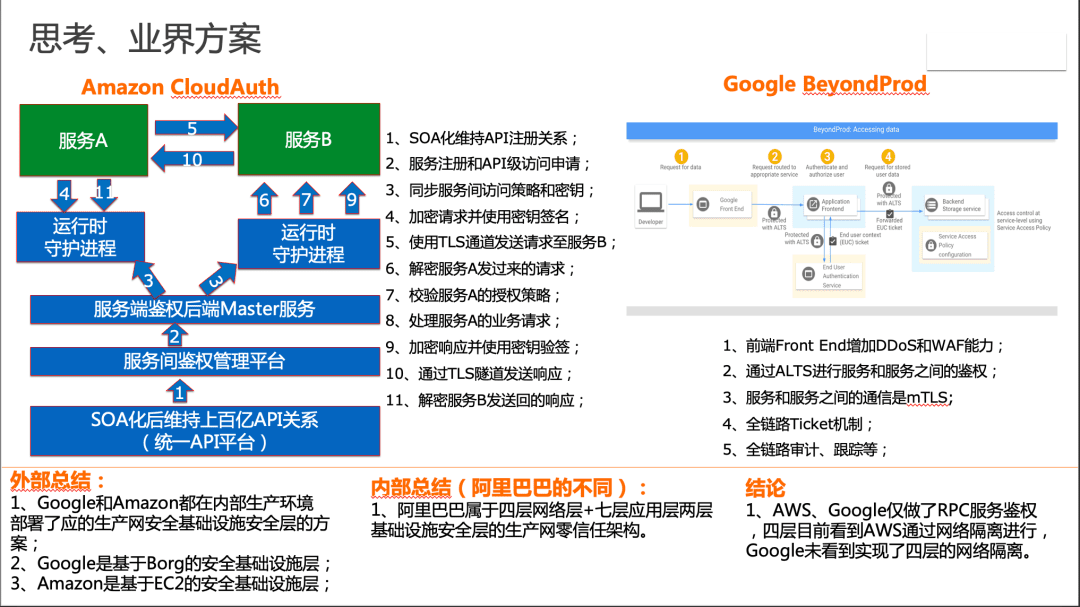 思考、业界方案
Amazon CloudAuth
服务A
5
10
服务B
4
11
6
7
9
运行时
守护进程
运行时
守护进程
3
3
服务端鉴权后端Master服务
2
服务间鉴权管理平台
1
SOA化后维持上百亿API关系
（统一API平台）
1、SOA化维持API注册关系；
2、服务注册和API级访问申请；
3、同步服务间访问策略和密钥；
4、加密请求并使用密钥签名；
5、使用TLS通道发送请求至服务B；
6、解密服务A发过来的请求；
7、校验服务A的授权策略；
8、处理服务A的业务请求；
9、加密响应并使用密钥验签；
10、通过TLS隧道发送响应；
11、解密服务B发送回的响应；
Google BeyondProd
BeyondProd: Accessing data
1
Request for data
2
Request routed to
appropriate service
3
Authenticate and
authorize user
4
Request for stored
user data
Developer
Google
Front End
Protected
with ALTS
Application
Frontend
Protected
with ALTS
Forwarded
EUC ticket
Backend
Storage service
Service Access
Policy
configuration
Access control at
service-level using
Service Access Policy
Protected
with ALTS
End user context
(EUC) ticket
End User
Authentication
Service
1、前端Front End增加DDoS和WAF能力；
2、通过ALTS进行服务和服务之间的鉴权；
3、服务和服务之间的通信是mTLS;
4、全链路Ticket机制；
5、全链路审计、跟踪等；
外部总结：
1、Google和Amazon都在内部生产环境
部署了应的生产网安全基础设施安全层的方
案；
2、Google是基于Borg的安全基础设施层；
3、Amazon是基于EC2的安全基础设施层；
内部总结（阿里巴巴的不同）：
1、阿里巴巴属于四层网络层+七层应用层两层
基础设施安全层的生产网零信任架构。
结论
1、AWS、Google仅做了RPC服务鉴权
，四层目前看到AWS通过网络隔离进行，
Google未看到实现了四层的网络隔离。